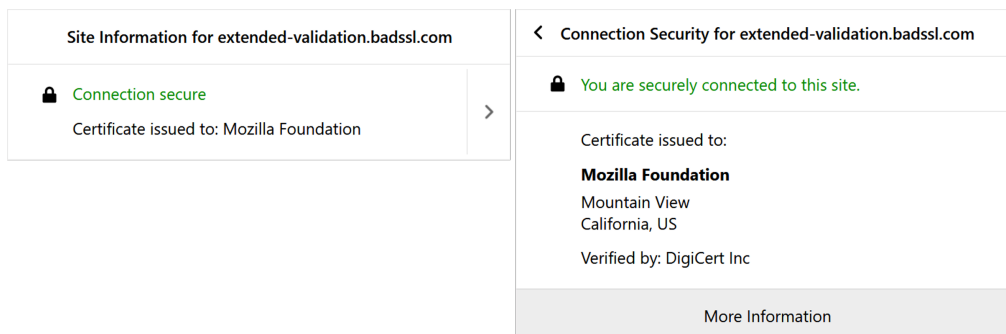 Site Information for extended-validation.badssl.com
Connection secure
Certificate issued to: Mozilla Foundation
Connection Security for extended-validation.badssl.com
You are securely connected to this site.
Certificate issued to:
Mozilla Foundation
Mountain View
California, US
Verified by: DigiCert Inc
More Information